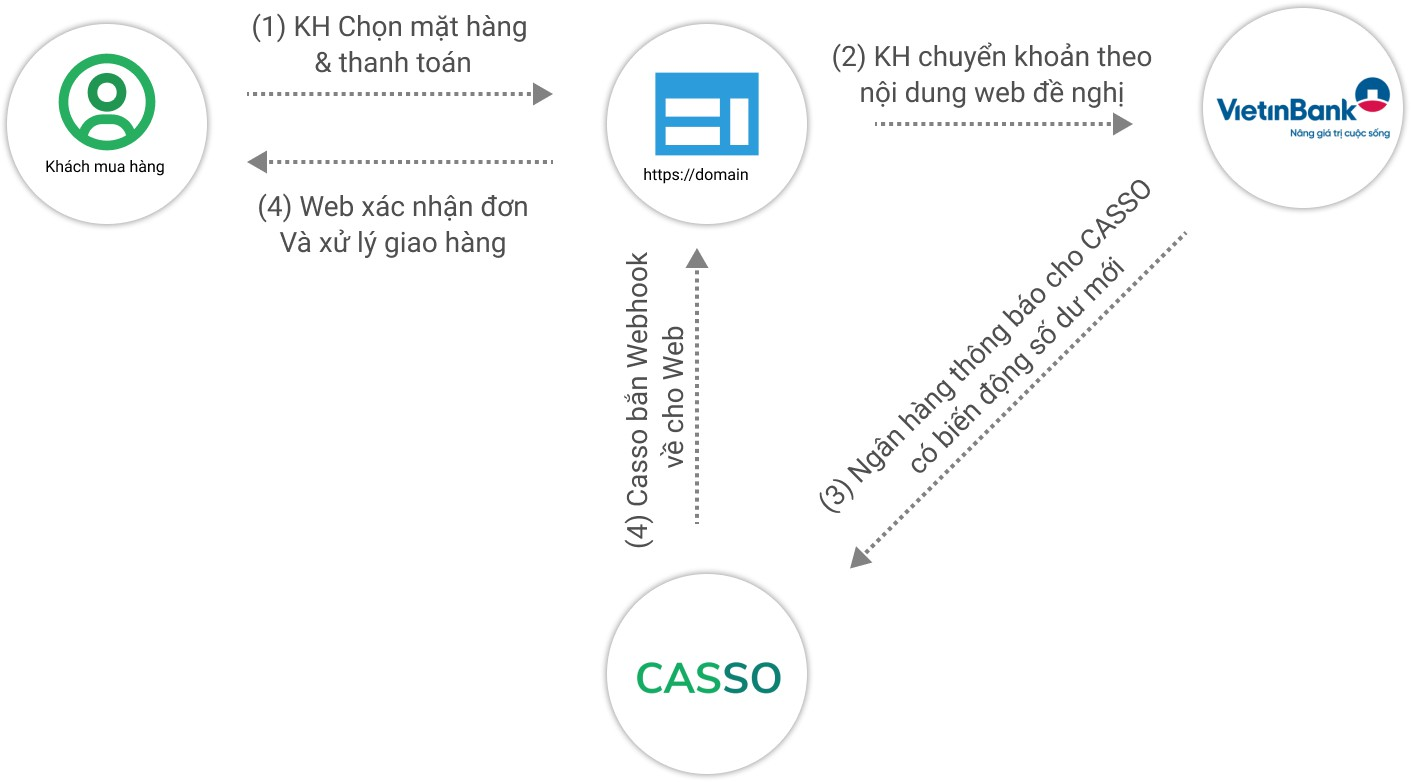 (1) KH Chọn mặt hàng
& thanh toán
Khách mua hàng
(4) Web xác nhận đơn
Và xử lý giao hàng
https://domain
(2) KH chuyển khoản theo
nội dung web đề nghị
VietinBank
Nâng giá trị cuộc sống
(3) Ngân hàng thông báo cho CASSO
có biến động số dư mới
(4) Casso bắn Webhook
về cho Web
CASSO